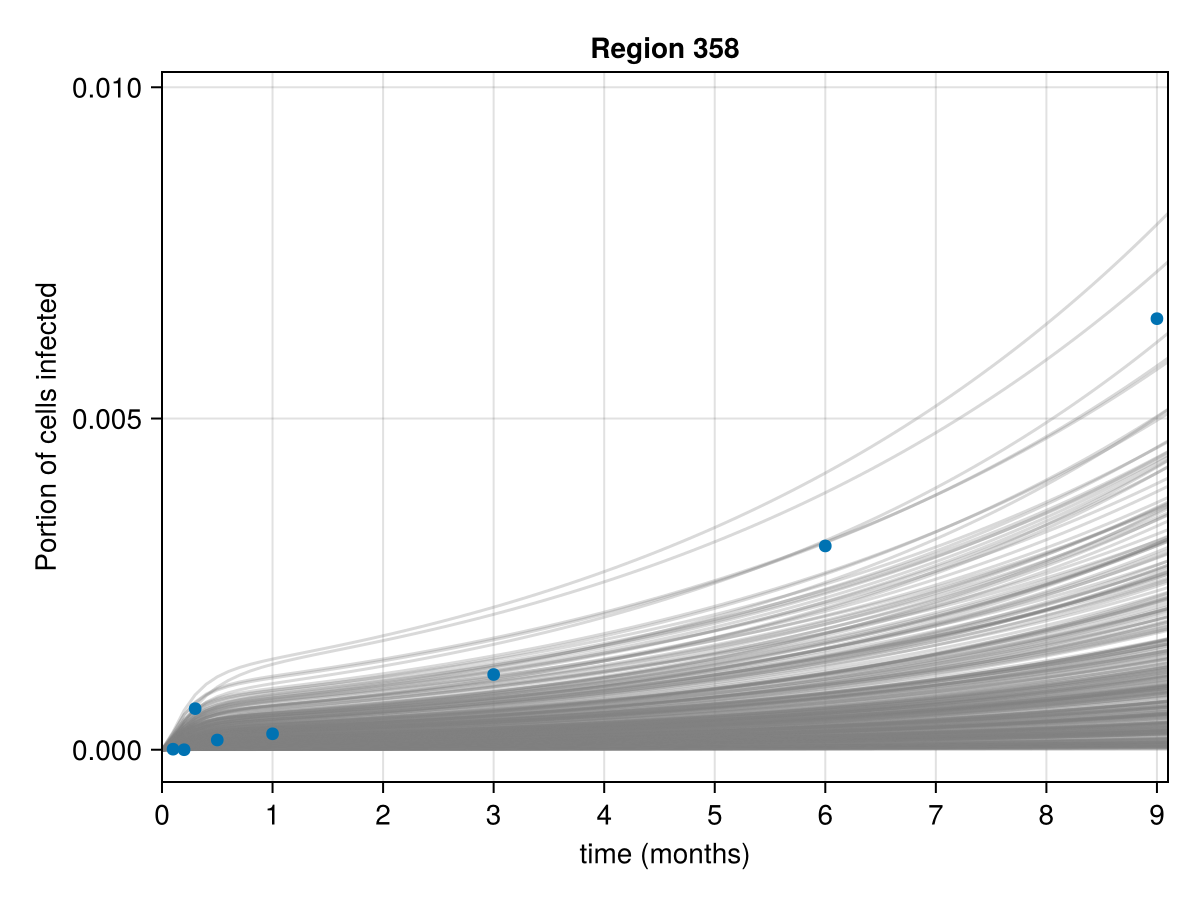 Region 358
0.010
0.005
0.000
Portion of cells infected
0 1 2 3 4 5 6 7 8 9
time (months)